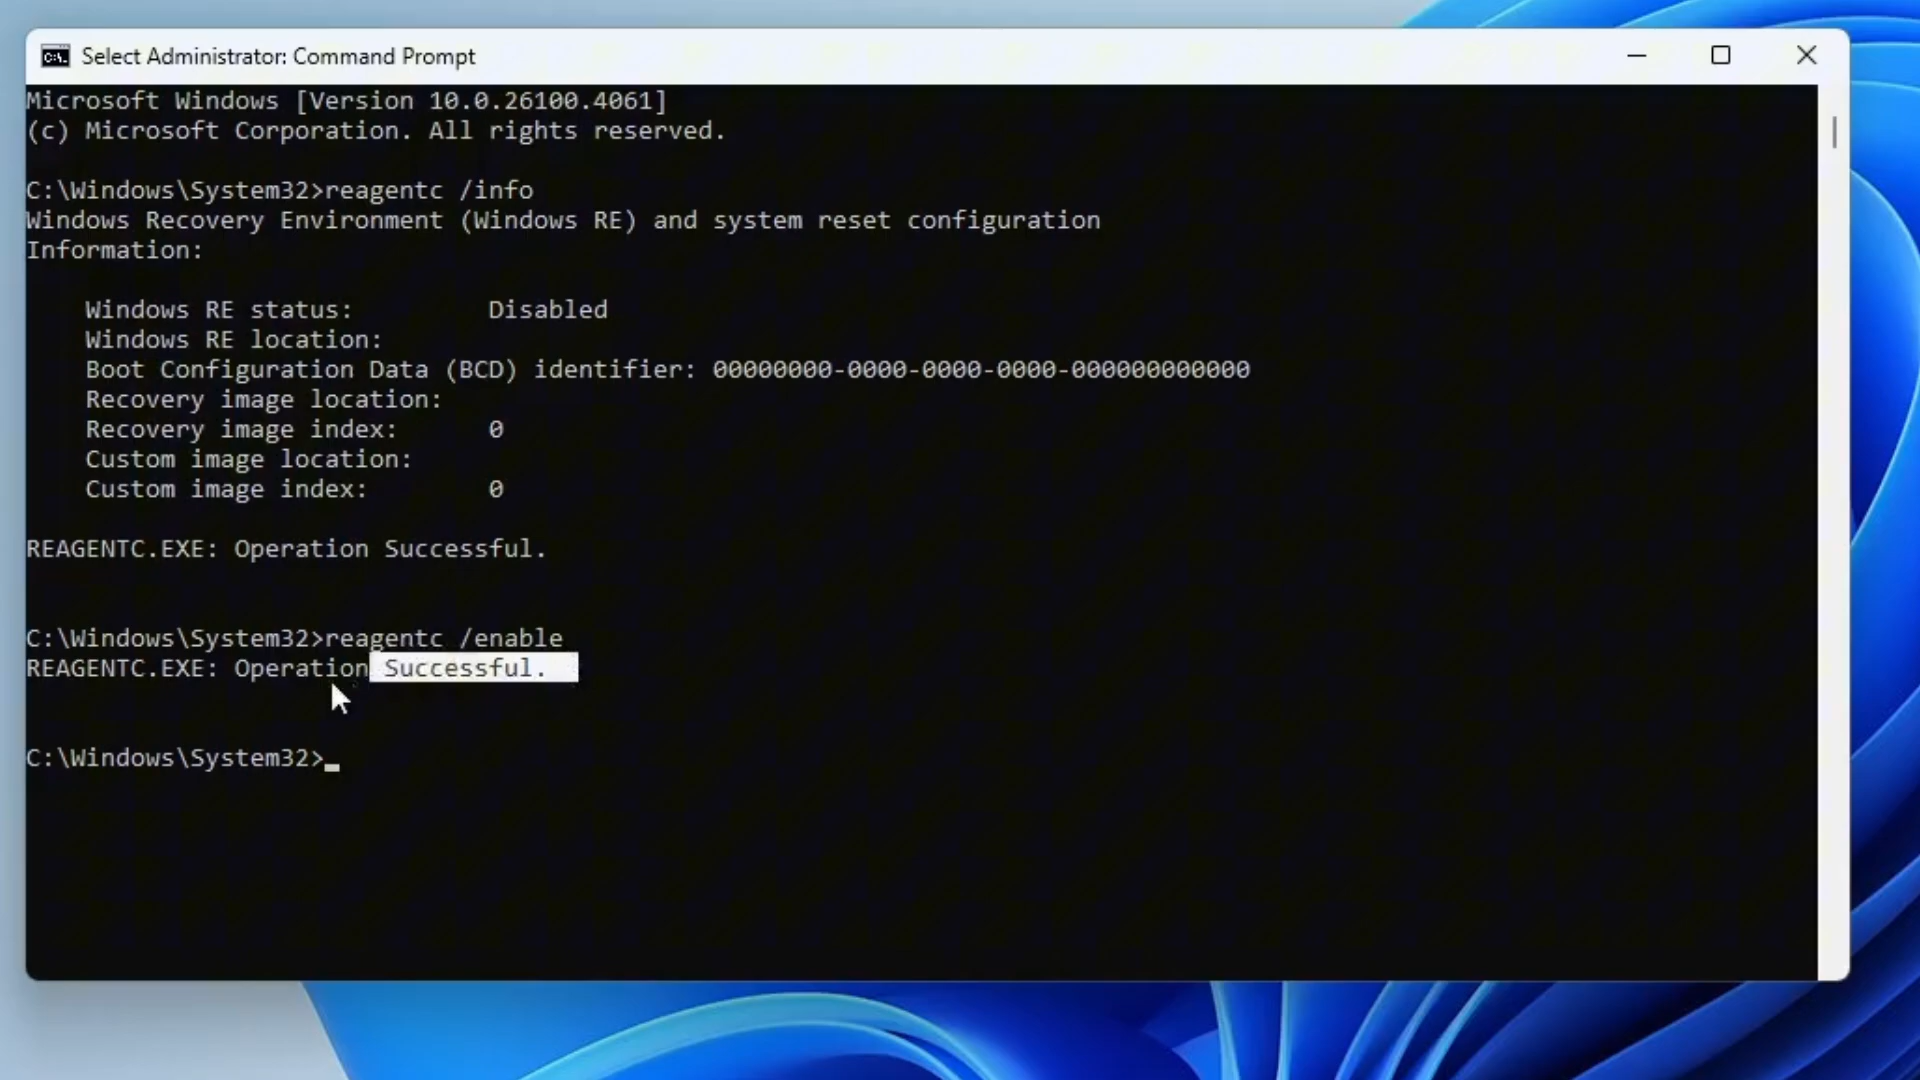 Select Administrator: Command Prompt
Microsoft Windows [Version 10.0.26100.4061]
(c) Microsoft Corporation. All rights reserved.
C:\Windows\System32>reagentc /info
Windows Recovery Environment (Windows RE) and system reset configuration
Information:
Windows RE status: Disabled
Windows RE location:
Boot Configuration Data (BCD) identifier: 00000000-0000-0000-0000-000000000000
Recovery image location:
Recovery image index: 0
Custom image location:
Custom image index: 0
REAGENTC.EXE: Operation Successful.
C:\Windows\System32>reagentc /enable
REAGENTC.EXE: Operation Successful.
C:\Windows\System32>